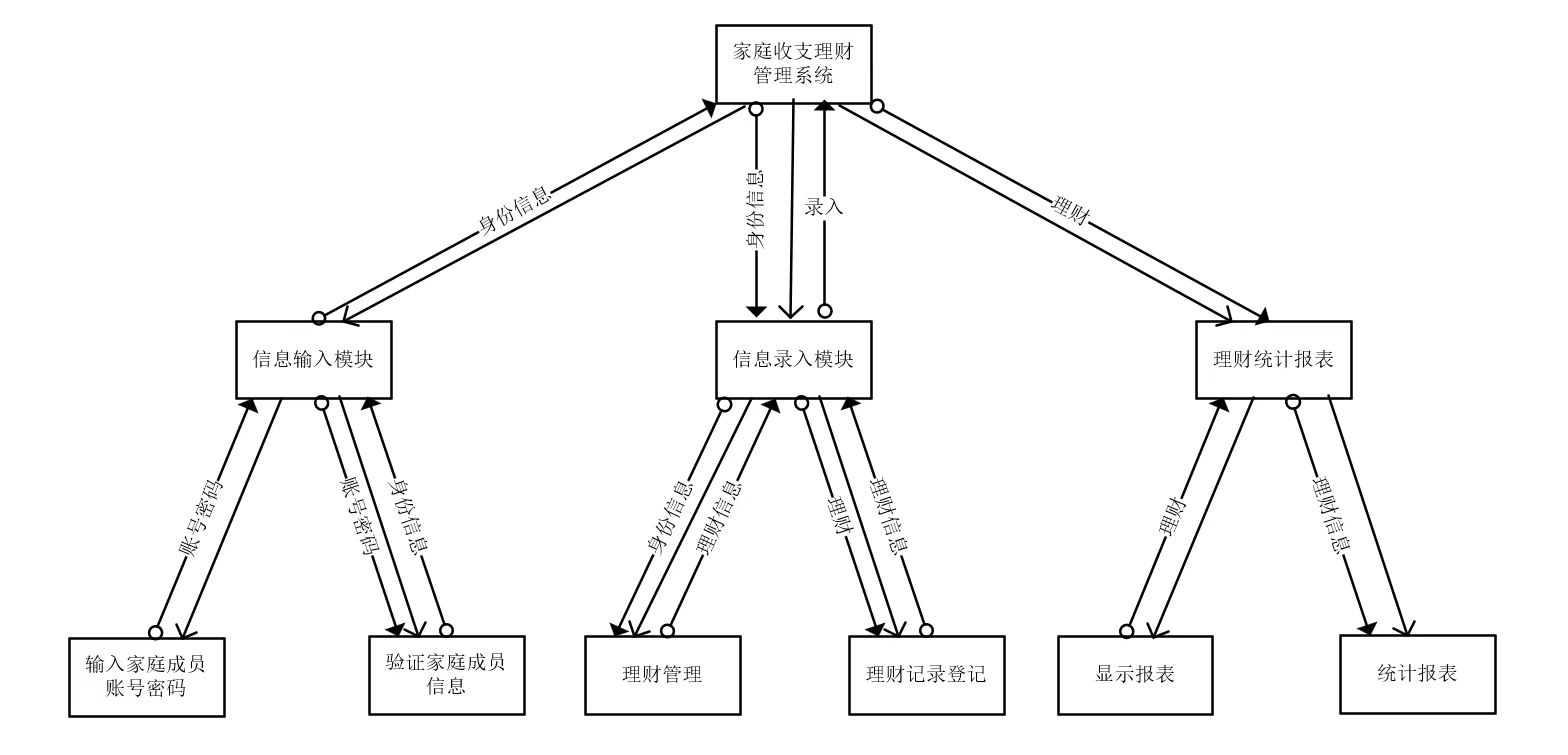 家庭收支理财
管理系统
身份信息
身份信息
录入
理财
信息输入模块
信息录入模块
理财统计报表
账号密码
账号密码
身份信息
身份信息
理财信息
理财
理财信息
理财
理财信息
输入家庭成员
账号密码
验证家庭成员
信息
理财管理
理财记录登记
显示报表
统计报表